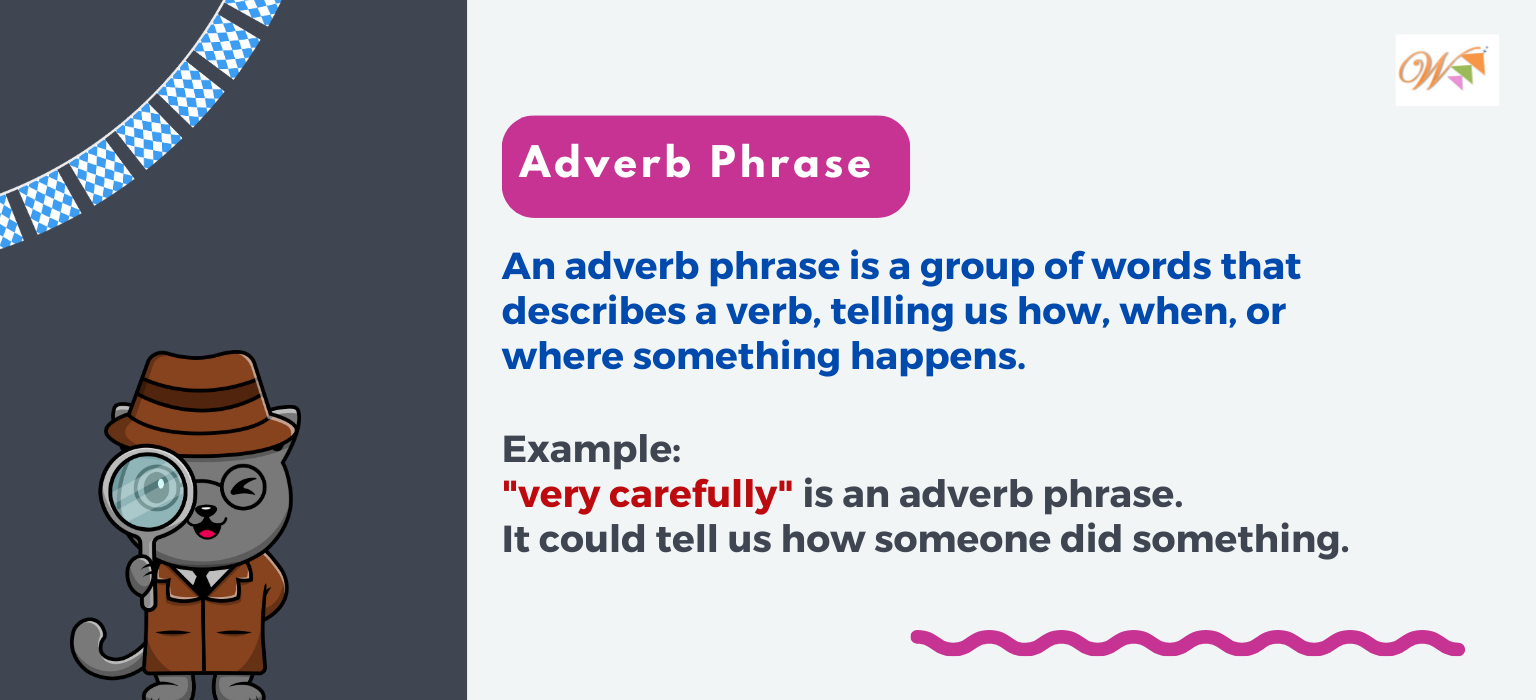 W
Adverb Phrase
An adverb phrase is a group of words that
describes a verb, telling us how, when, or
where something happens.
Example:
"very carefully" is an adverb phrase.
It could tell us how someone did something.